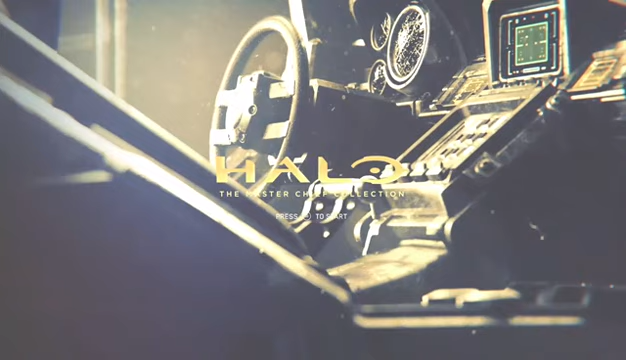 HALO
THE MASTER CHIEF COLLECTION
PRESS TO START